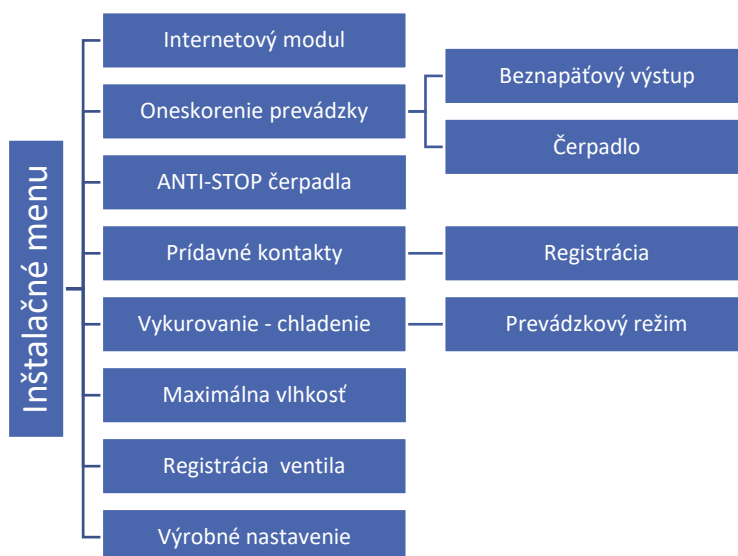 Inštalačné menu
Internetový modul
Oneskorenie prevádzky
Beznapäťový výstup
Čerpadlo
ANTI-STOP čerpadla
Prídavné kontakty
Registrácia
Vykurovanie - chladenie
Prevádzkový režim
Maximálna vlhkosť
Registrácia ventila
Výrobné nastavenie